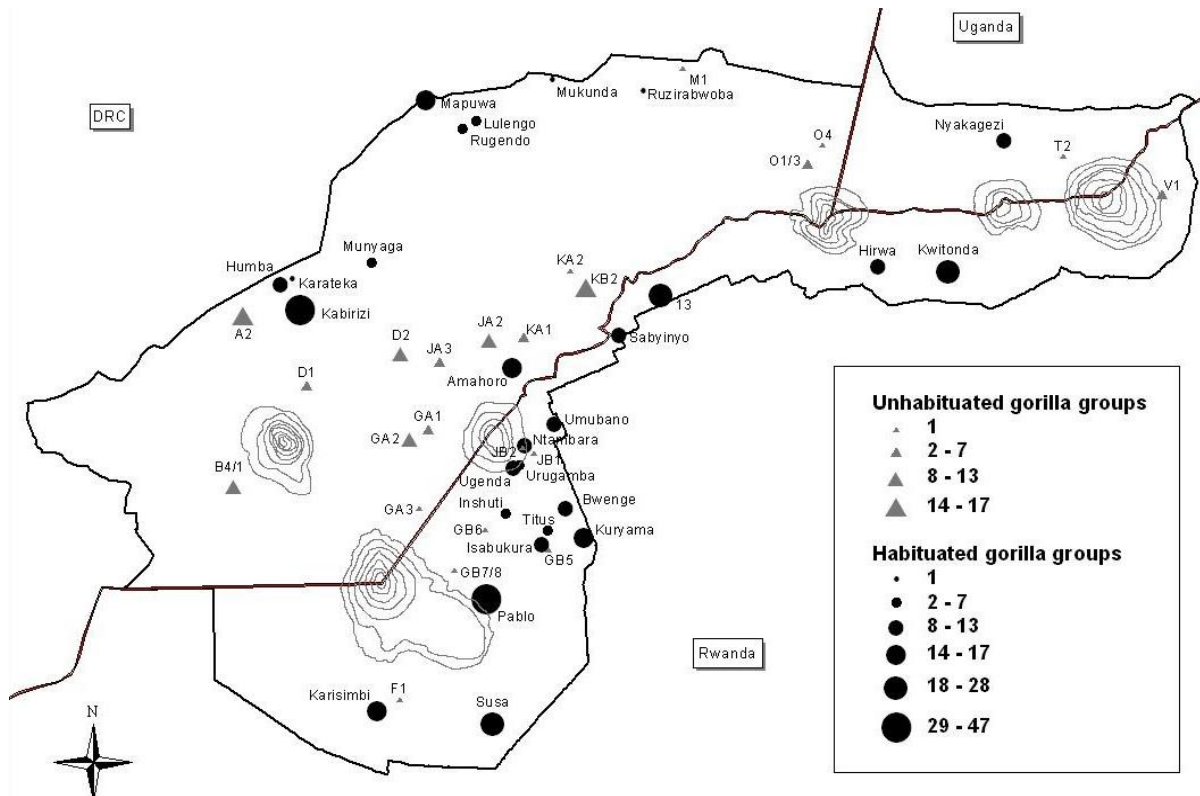 Uganda
DRC
M1
Mukunda
Ruzirabwoba
Mapuwa
Lulengo
Rugendo
Nyakagezi
O4
T2
O1/3
V1
Munyaga
Humba
Karateka
KA2
KB2
Hirwa
Kwitonda
Kabirizi
13
A2
D2
JA2
KA1
JA3
Sabyinyo
Amahoro
D1
GA1
GA2
Umubano
Ntambara
JB2
JB1
Ugenda
Urugamba
B4/1
GA3
Inshuti
Bwenge
GB6
Titus
Kuryama
Isabukura
GB5
GB7/8
Pablo
Rwanda
Karisimbi
F1
Susa
N
Unhabituated gorilla groups
1
2 - 7
8 - 13
14 - 17
Habituated gorilla groups
1
2 - 7
8 - 13
14 - 17
18 - 28
29 - 47